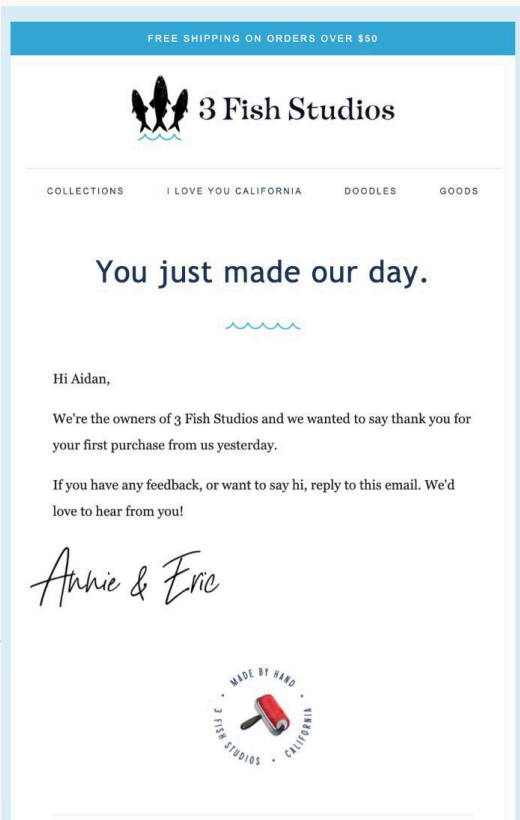 FREE SHIPPING ON ORDERS OVER $50
3 Fish Studios
COLLECTIONS I LOVE YOU CALIFORNIA DOODLES GOODS
You just made our day.
Hi Aidan,
We're the owners of 3 Fish Studios and we wanted to say thank you for
your first purchase from us yesterday.
If you have any feedback, or want to say hi, reply to this email. We'd
love to hear from you!
Annie & Eric
MADE BY HAND · CALIFORNIA · 3 FISH STUDIOS ·